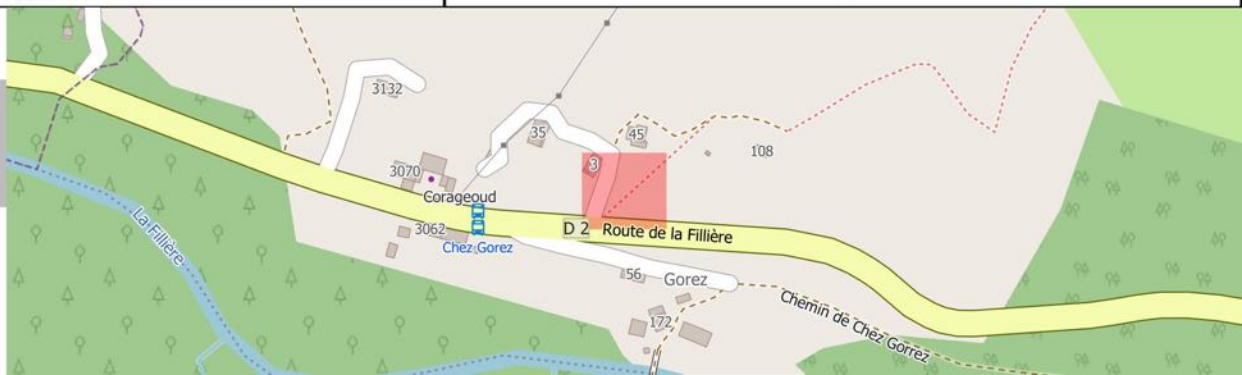 3132
35
45
3
108
3070
Corageoud
La Fillière
3062
D 2
Route de la Fillière
Chez Gorez
56
Gorez
Chemin de Chez Gorrez
172